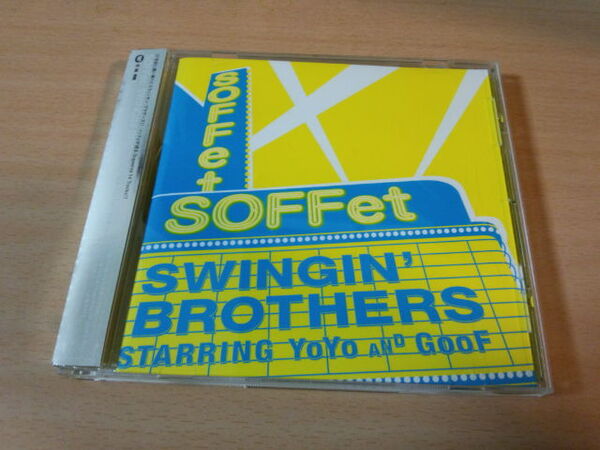 SOFFet
SOFFet
SWINGIN'
BROTHERS
STARRING YoYo AND GooF